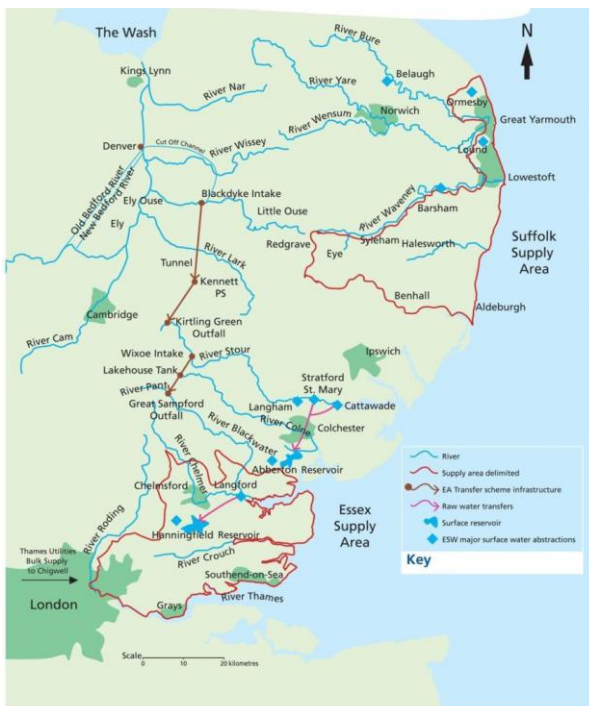 The Wash
River Bure
N
Kings Lynn
River Nar
River Yare
Belaugh
Ormesby
Norwich
River Wensum
Great Yarmouth
Denver
Cut Off Channel
River Wissey
Lound
Old Bedford River
New Bedford River
Lowestoft
Blackdyke Intake
Ely Ouse
Little Ouse
River Waveney
Barsham
Ely
Redgrave
Syleham
Eye
Halesworth
Suffolk
Supply
Area
River Lark
Tunnel
Kennett
PS
Benhall
Aldeburgh
Cambridge
Kirtling Green
Outfall
River Cam
Wixoe Intake
River Stour
Ipswich
Lakehouse Tank
River Pant
Great Sampford
Outfall
Stratford
St. Mary
Langham
Cattawade
River Colne
Colchester
River Blackwater
River Chelmer
Abberton Reservoir
Chelmsford
Langford
Essex
Supply
Area
Hanningfield Reservoir
River Roding
River Crouch
Thames Utilities
Bulk Supply
to Chigwell
Southend-on-Sea
London
Grays
River Thames
River
Supply area delimited
EA Transfer scheme infrastructure
Raw water transfers
Surface reservoir
ESW major surface water abstractions
Key
Scale
0 10 20 kilometres